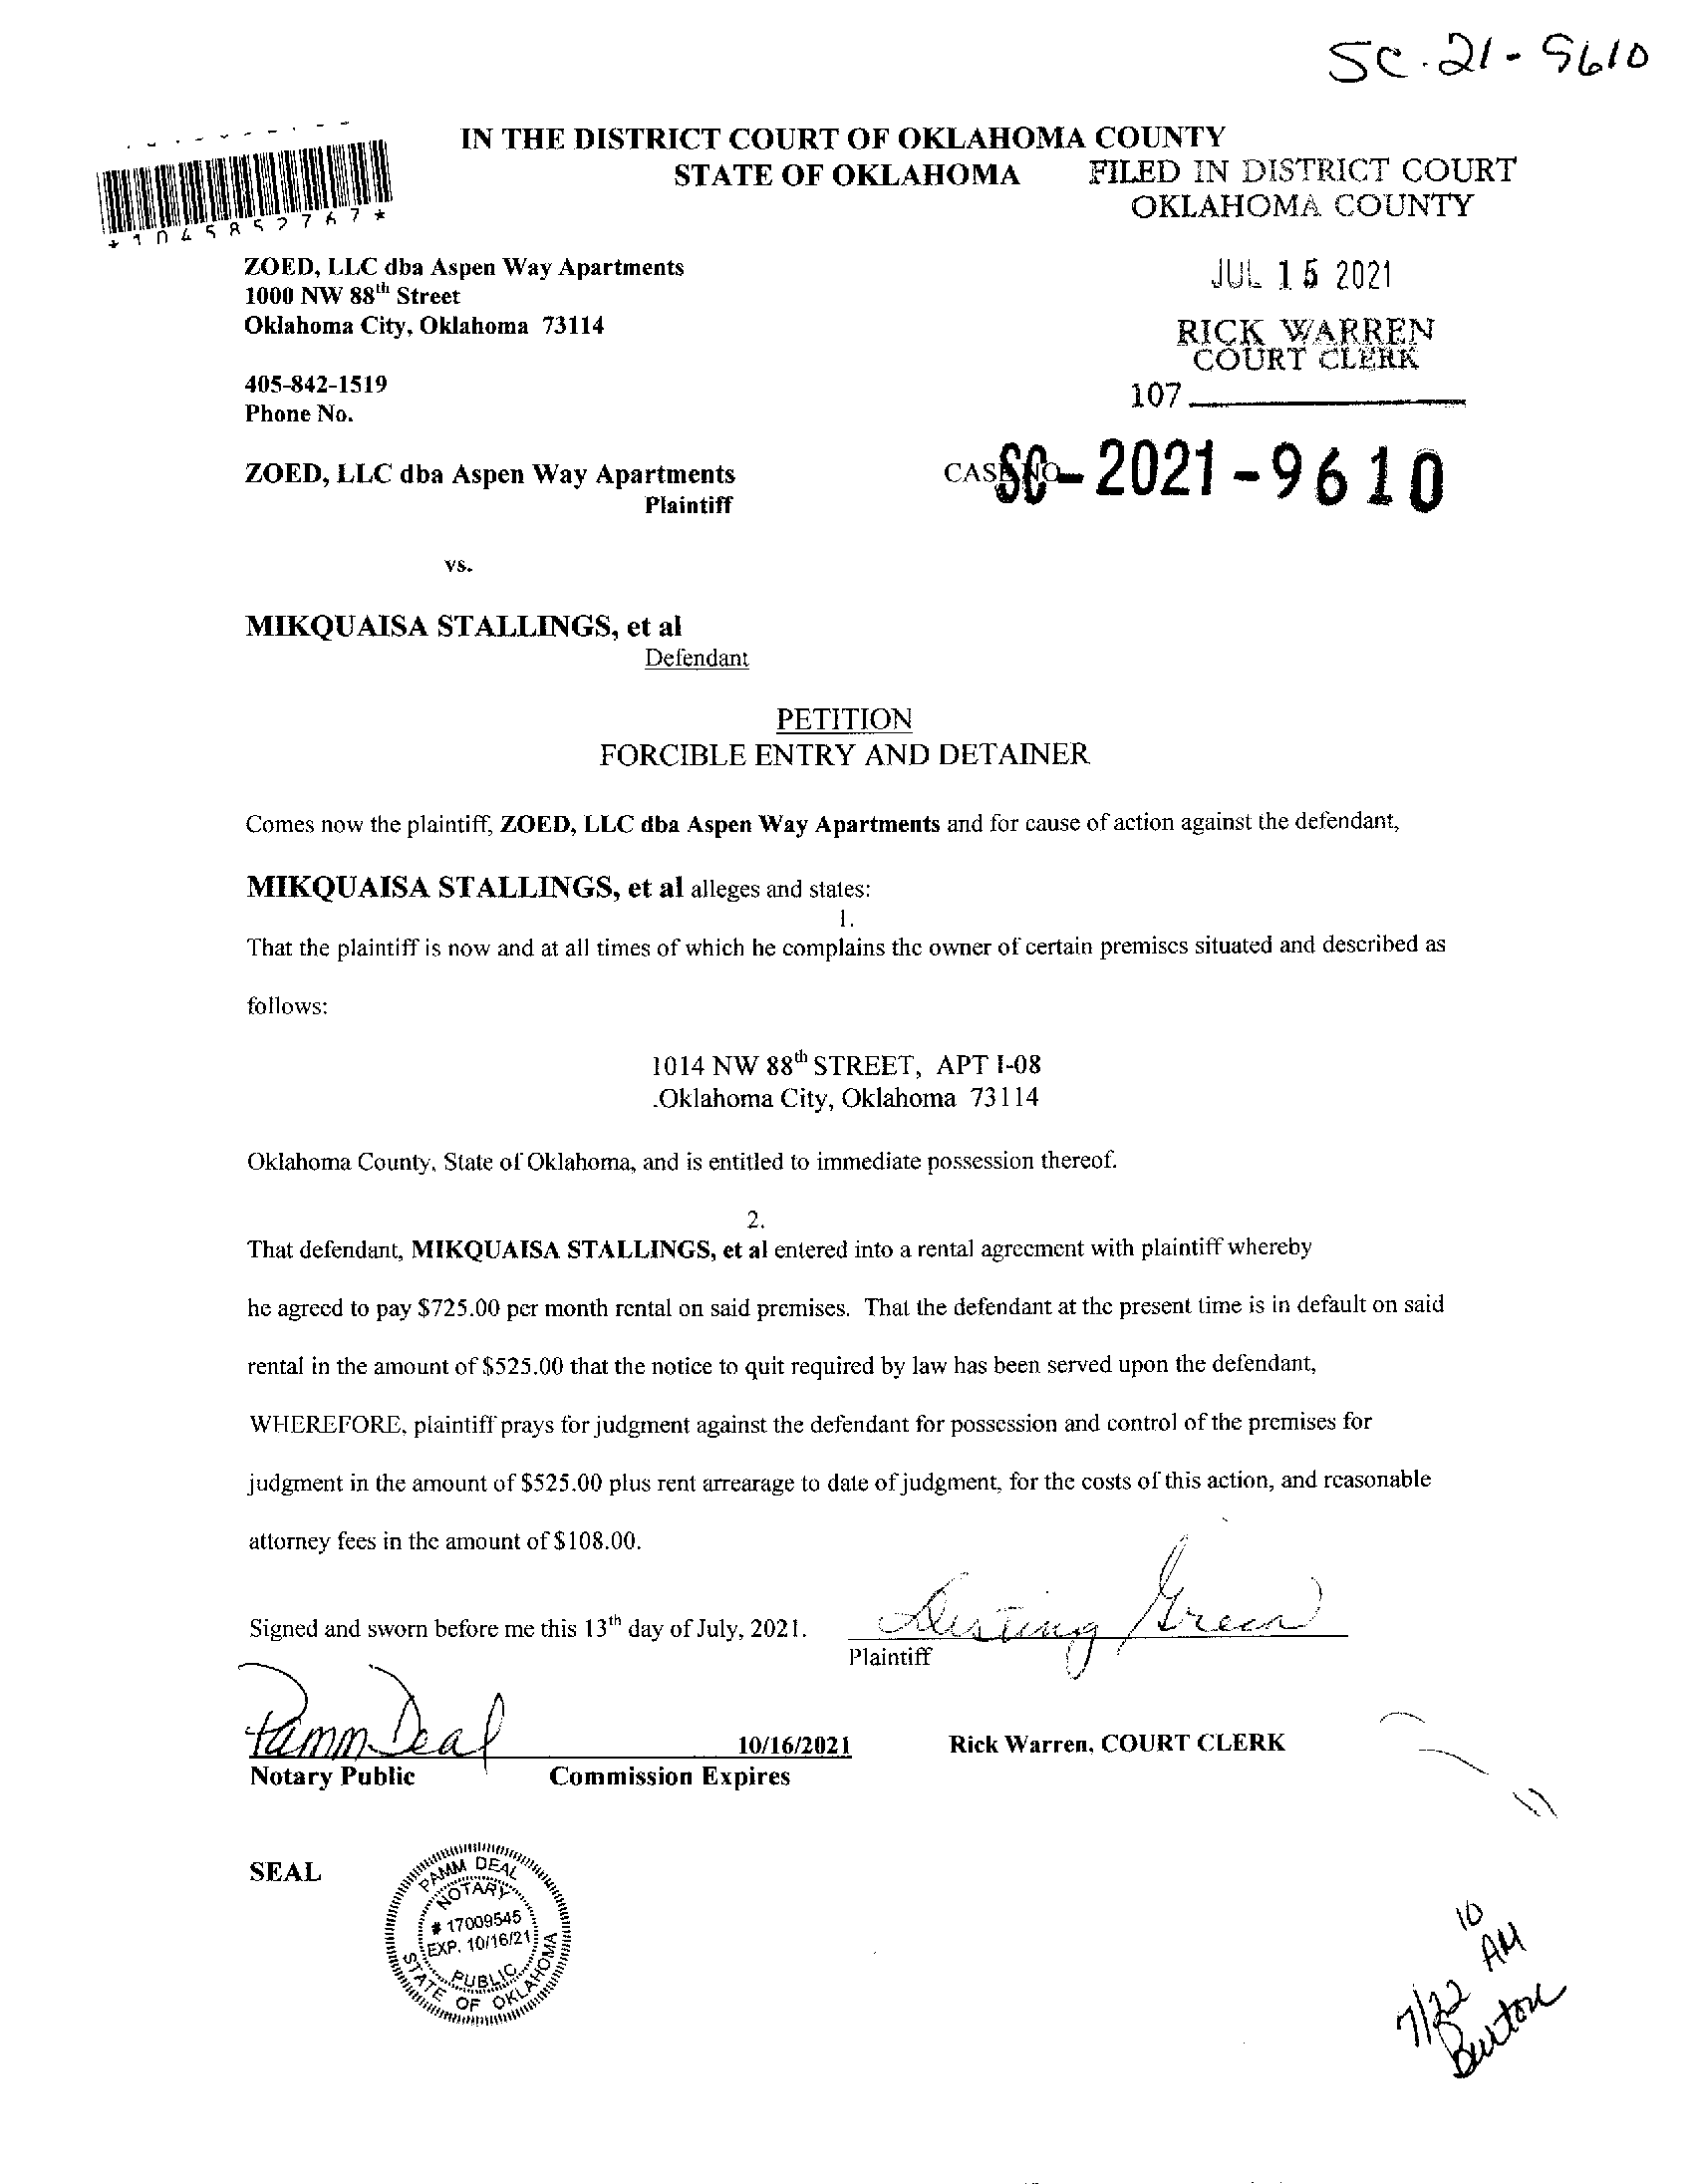 SC-21-9610
IN THE DISTRICT COURT OF OKLAHOMA COUNTY
STATE OF OKLAHOMA
FILED IN DISTRICT COURT
OKLAHOMA COUNTY
*1045852767*
ZOED, LLC dba Aspen Way Apartments
1000 NW 88th Street
Oklahoma City, Oklahoma 73114
JUL 15 2021
RICK WARREN
COURT CLERK
107
405-842-1519
Phone No.
ZOED, LLC dba Aspen Way Apartments
Plaintiff
CASE NO.
SC-2021-9610
vs.
MIKQUAISA STALLINGS, et al
Defendant
PETITION
FORCIBLE ENTRY AND DETAINER
Comes now the plaintiff, ZOED, LLC dba Aspen Way Apartments and for cause of action against the defendant,
MIKQUAISA STALLINGS, et al alleges and states:
1.
That the plaintiff is now and at all times of which he complains the owner of certain premises situated and described as
follows:
1014 NW 88th STREET, APT I-08
.Oklahoma City, Oklahoma 73114
Oklahoma County, State of Oklahoma, and is entitled to immediate possession thereof.
2.
That defendant, MIKQUAISA STALLINGS, et al entered into a rental agreement with plaintiff whereby
he agreed to pay $725.00 per month rental on said premises. That the defendant at the present time is in default on said
rental in the amount of $525.00 that the notice to quit required by law has been served upon the defendant,
WHEREFORE, plaintiff prays for judgment against the defendant for possession and control of the premises for
judgment in the amount of $525.00 plus rent arrearage to date of judgment, for the costs of this action, and reasonable
attorney fees in the amount of $108.00.
Signed and sworn before me this 13th day of July, 2021.
Green
Plaintiff
Pamm Deal
10/16/2021
Rick Warren, COURT CLERK
Notary Public
Commission Expires
SEAL
PAMM DEAL
NOTARY
# 17009545
EXP. 10/16/21
PUBLIC
STATE OF OKLAHOMA
10
AM
7/22
Burton